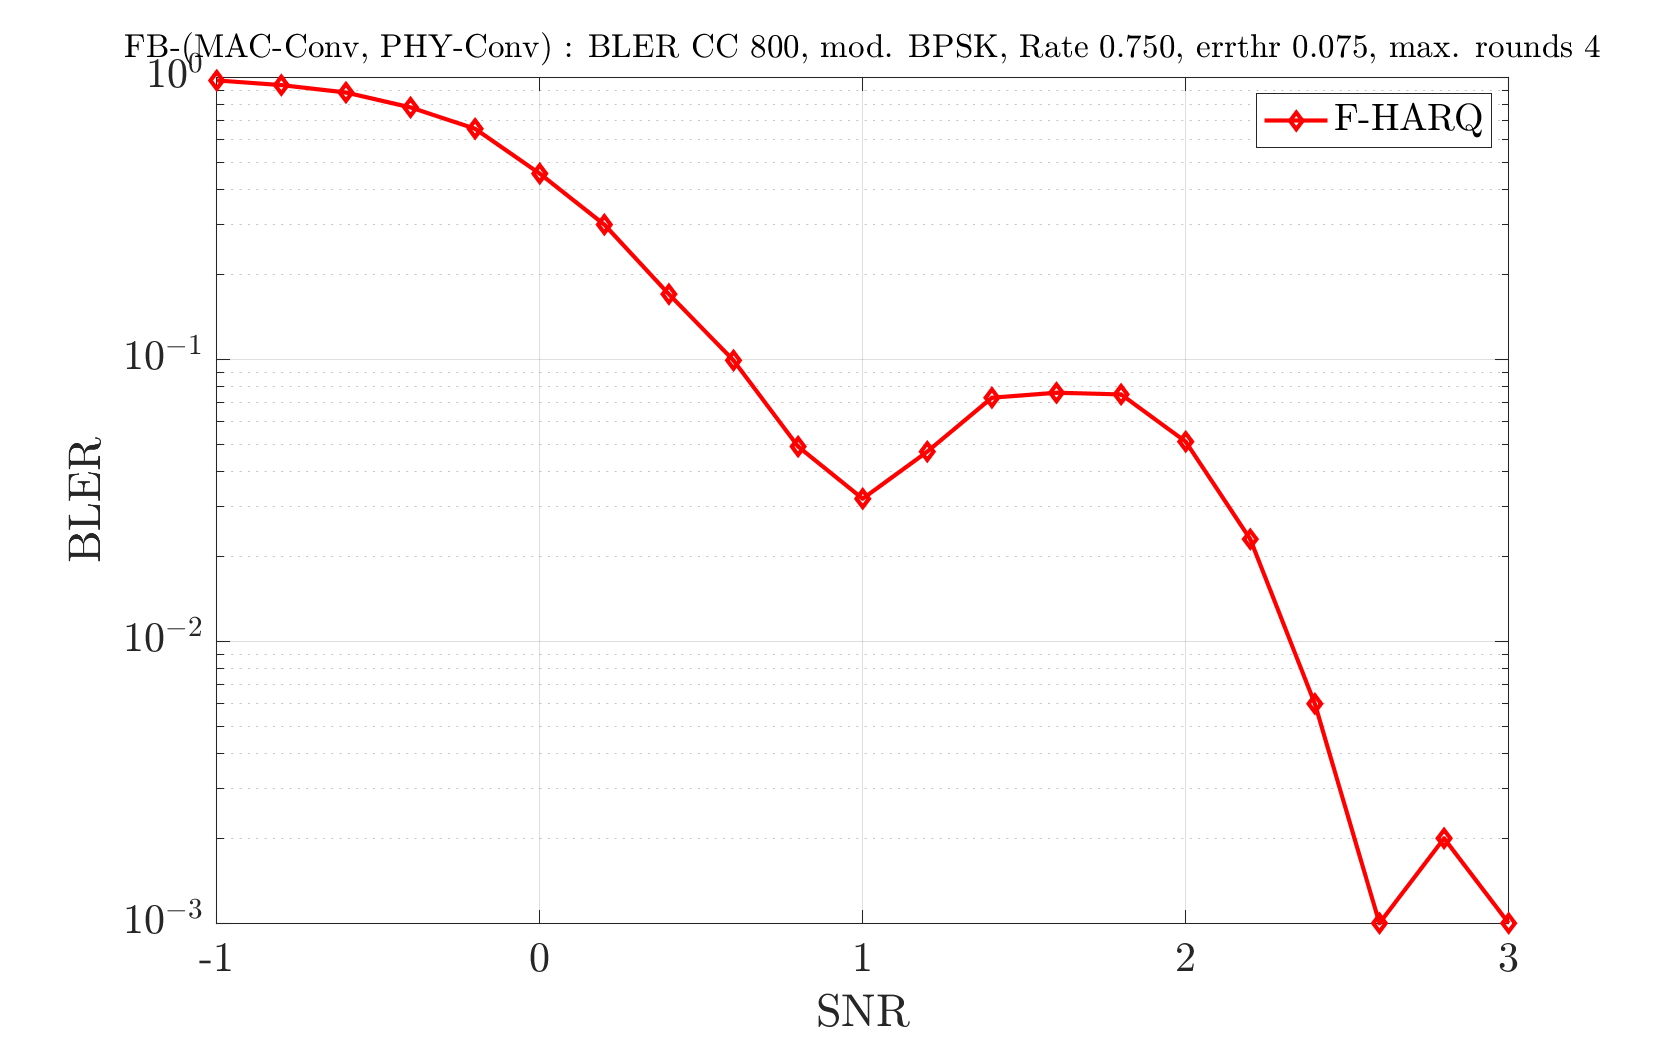 FB-(MAC-Conv, PHY-Conv) : BLER CC 800, mod. BPSK, Rate 0.750, errthr 0.075, max. rounds 4
10^0
F-HARQ
10^{-1}
BLER
10^{-2}
10^{-3}
-1 0 1 2 3
SNR